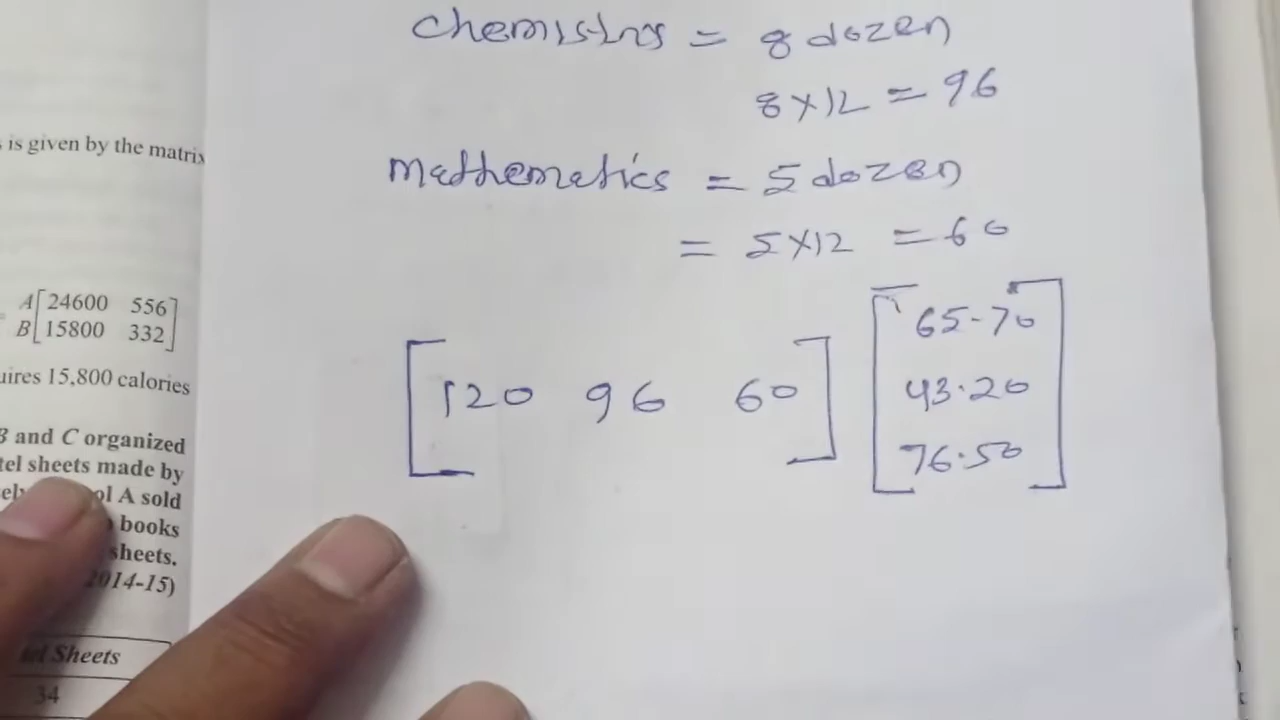 chemistry = 8 dozen
8 × 12 = 96
mathematics = 5 dozen
= 5 × 12 = 60
[120 96 60] [65.70
43.20
76.50]
is given by the matrix
A[24600 556]
B[15800 332]
uires 15,800 calories
B and C organized
tel sheets made by
ol A sold
books
sheets.
2014-15)
Sheets
34